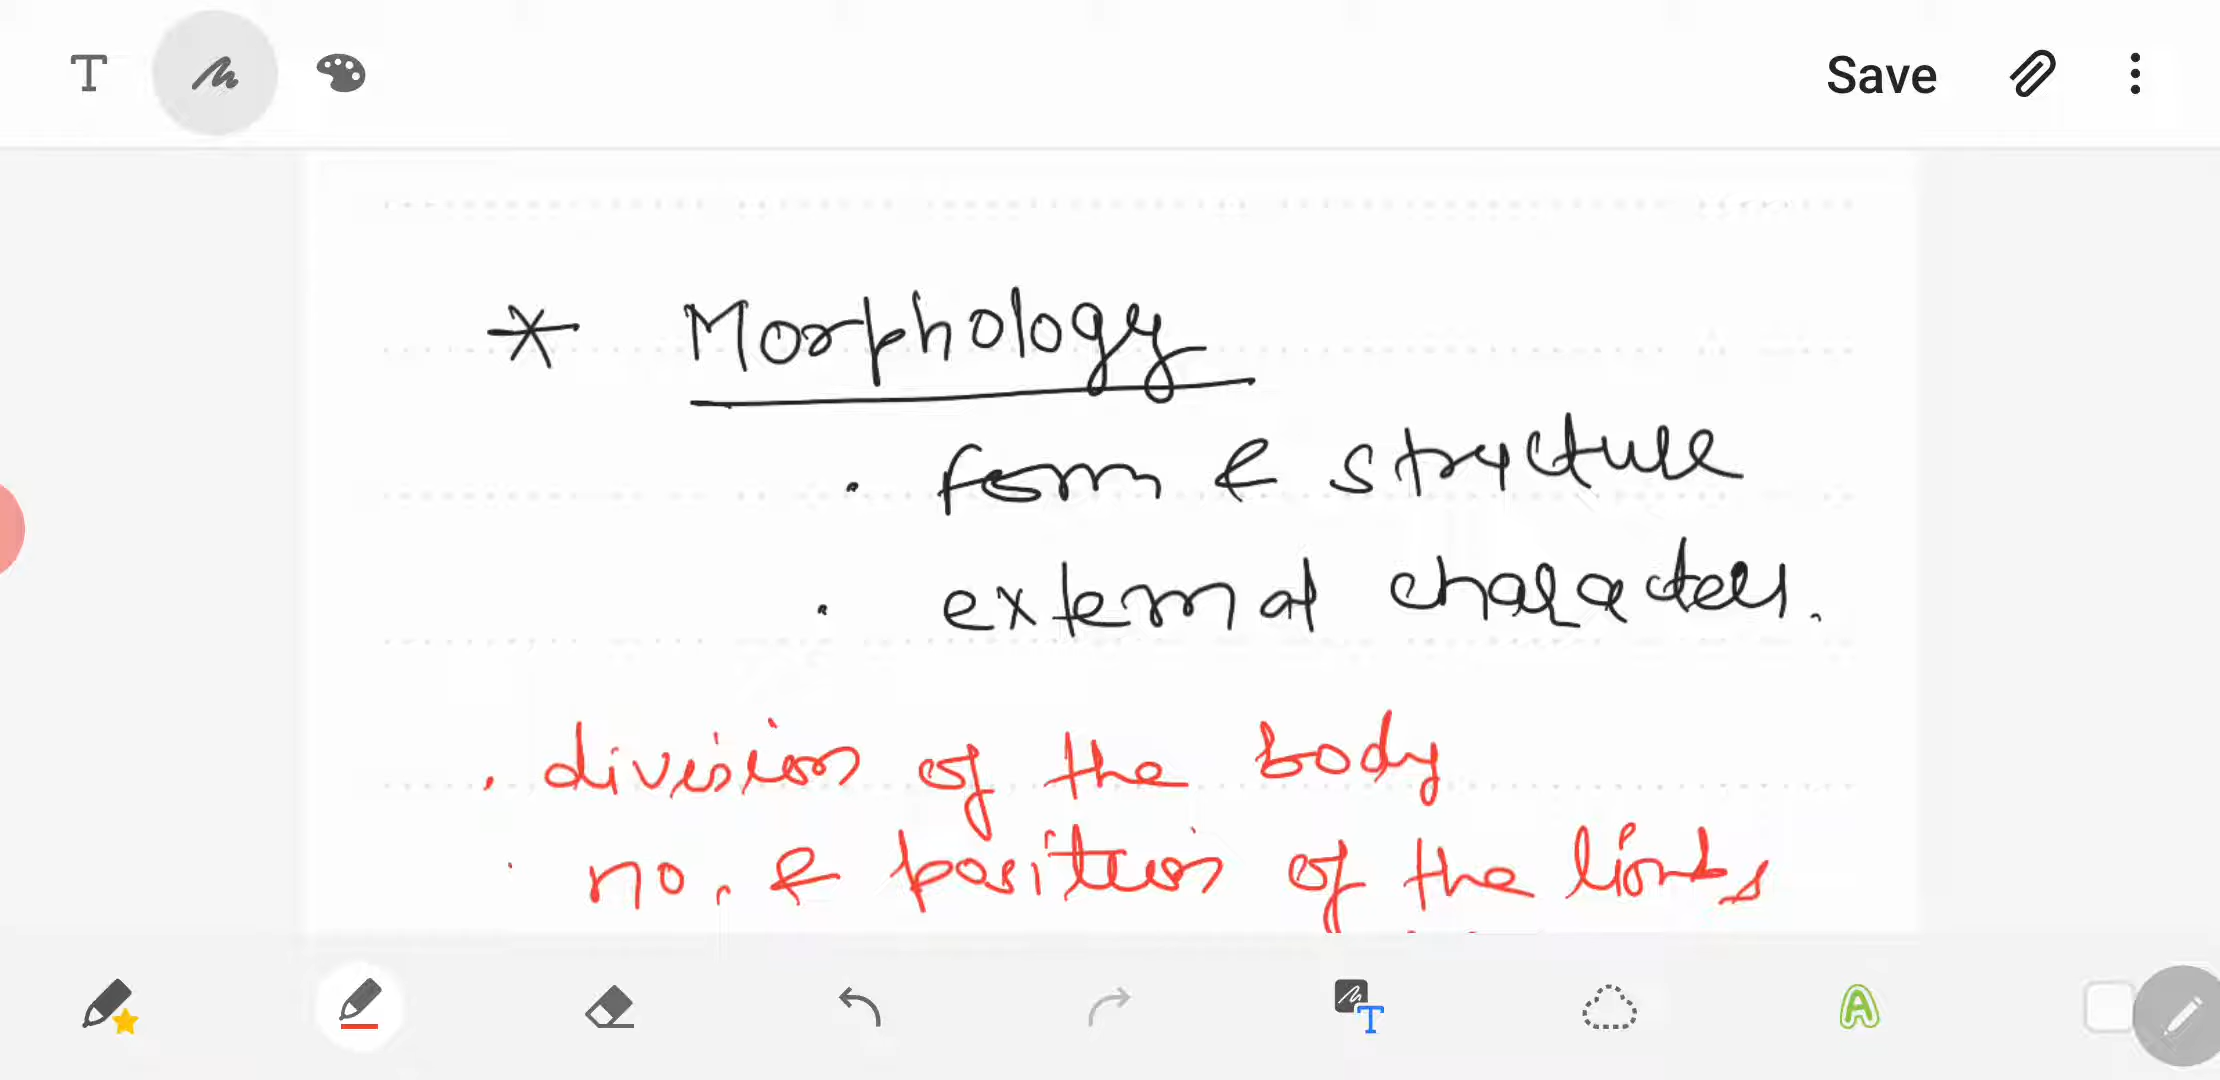 T
Save
* Morphology
. form & structure
. external characters.
. division of the body
. no. & position of the limbs
T
A